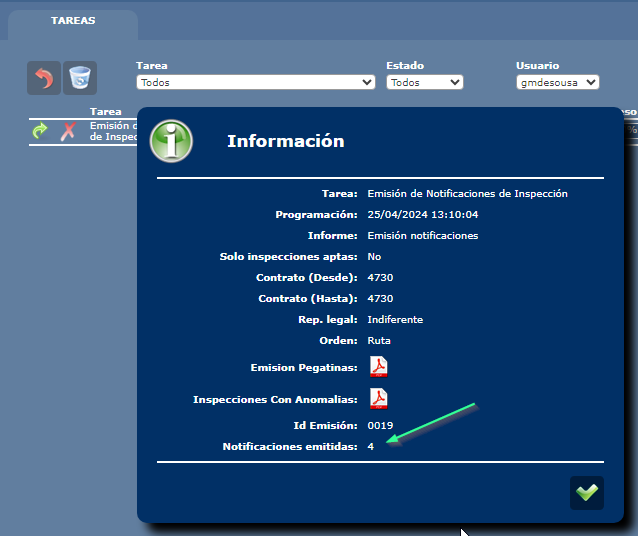 TAREAS
Tarea Estado Usuario
Todos Todos gmdesousa
Tarea
Emisión d
de Inspec
Información
Tarea: Emisión de Notificaciones de Inspección
Programación: 25/04/2024 13:10:04
Informe: Emisión notificaciones
Solo inspecciones aptas: No
Contrato (Desde): 4730
Contrato (Hasta): 4730
Rep. legal: Indiferente
Orden: Ruta
Emision Pegatinas:
Inspecciones Con Anomalias:
Id Emisión: 0019
Notificaciones emitidas: 4